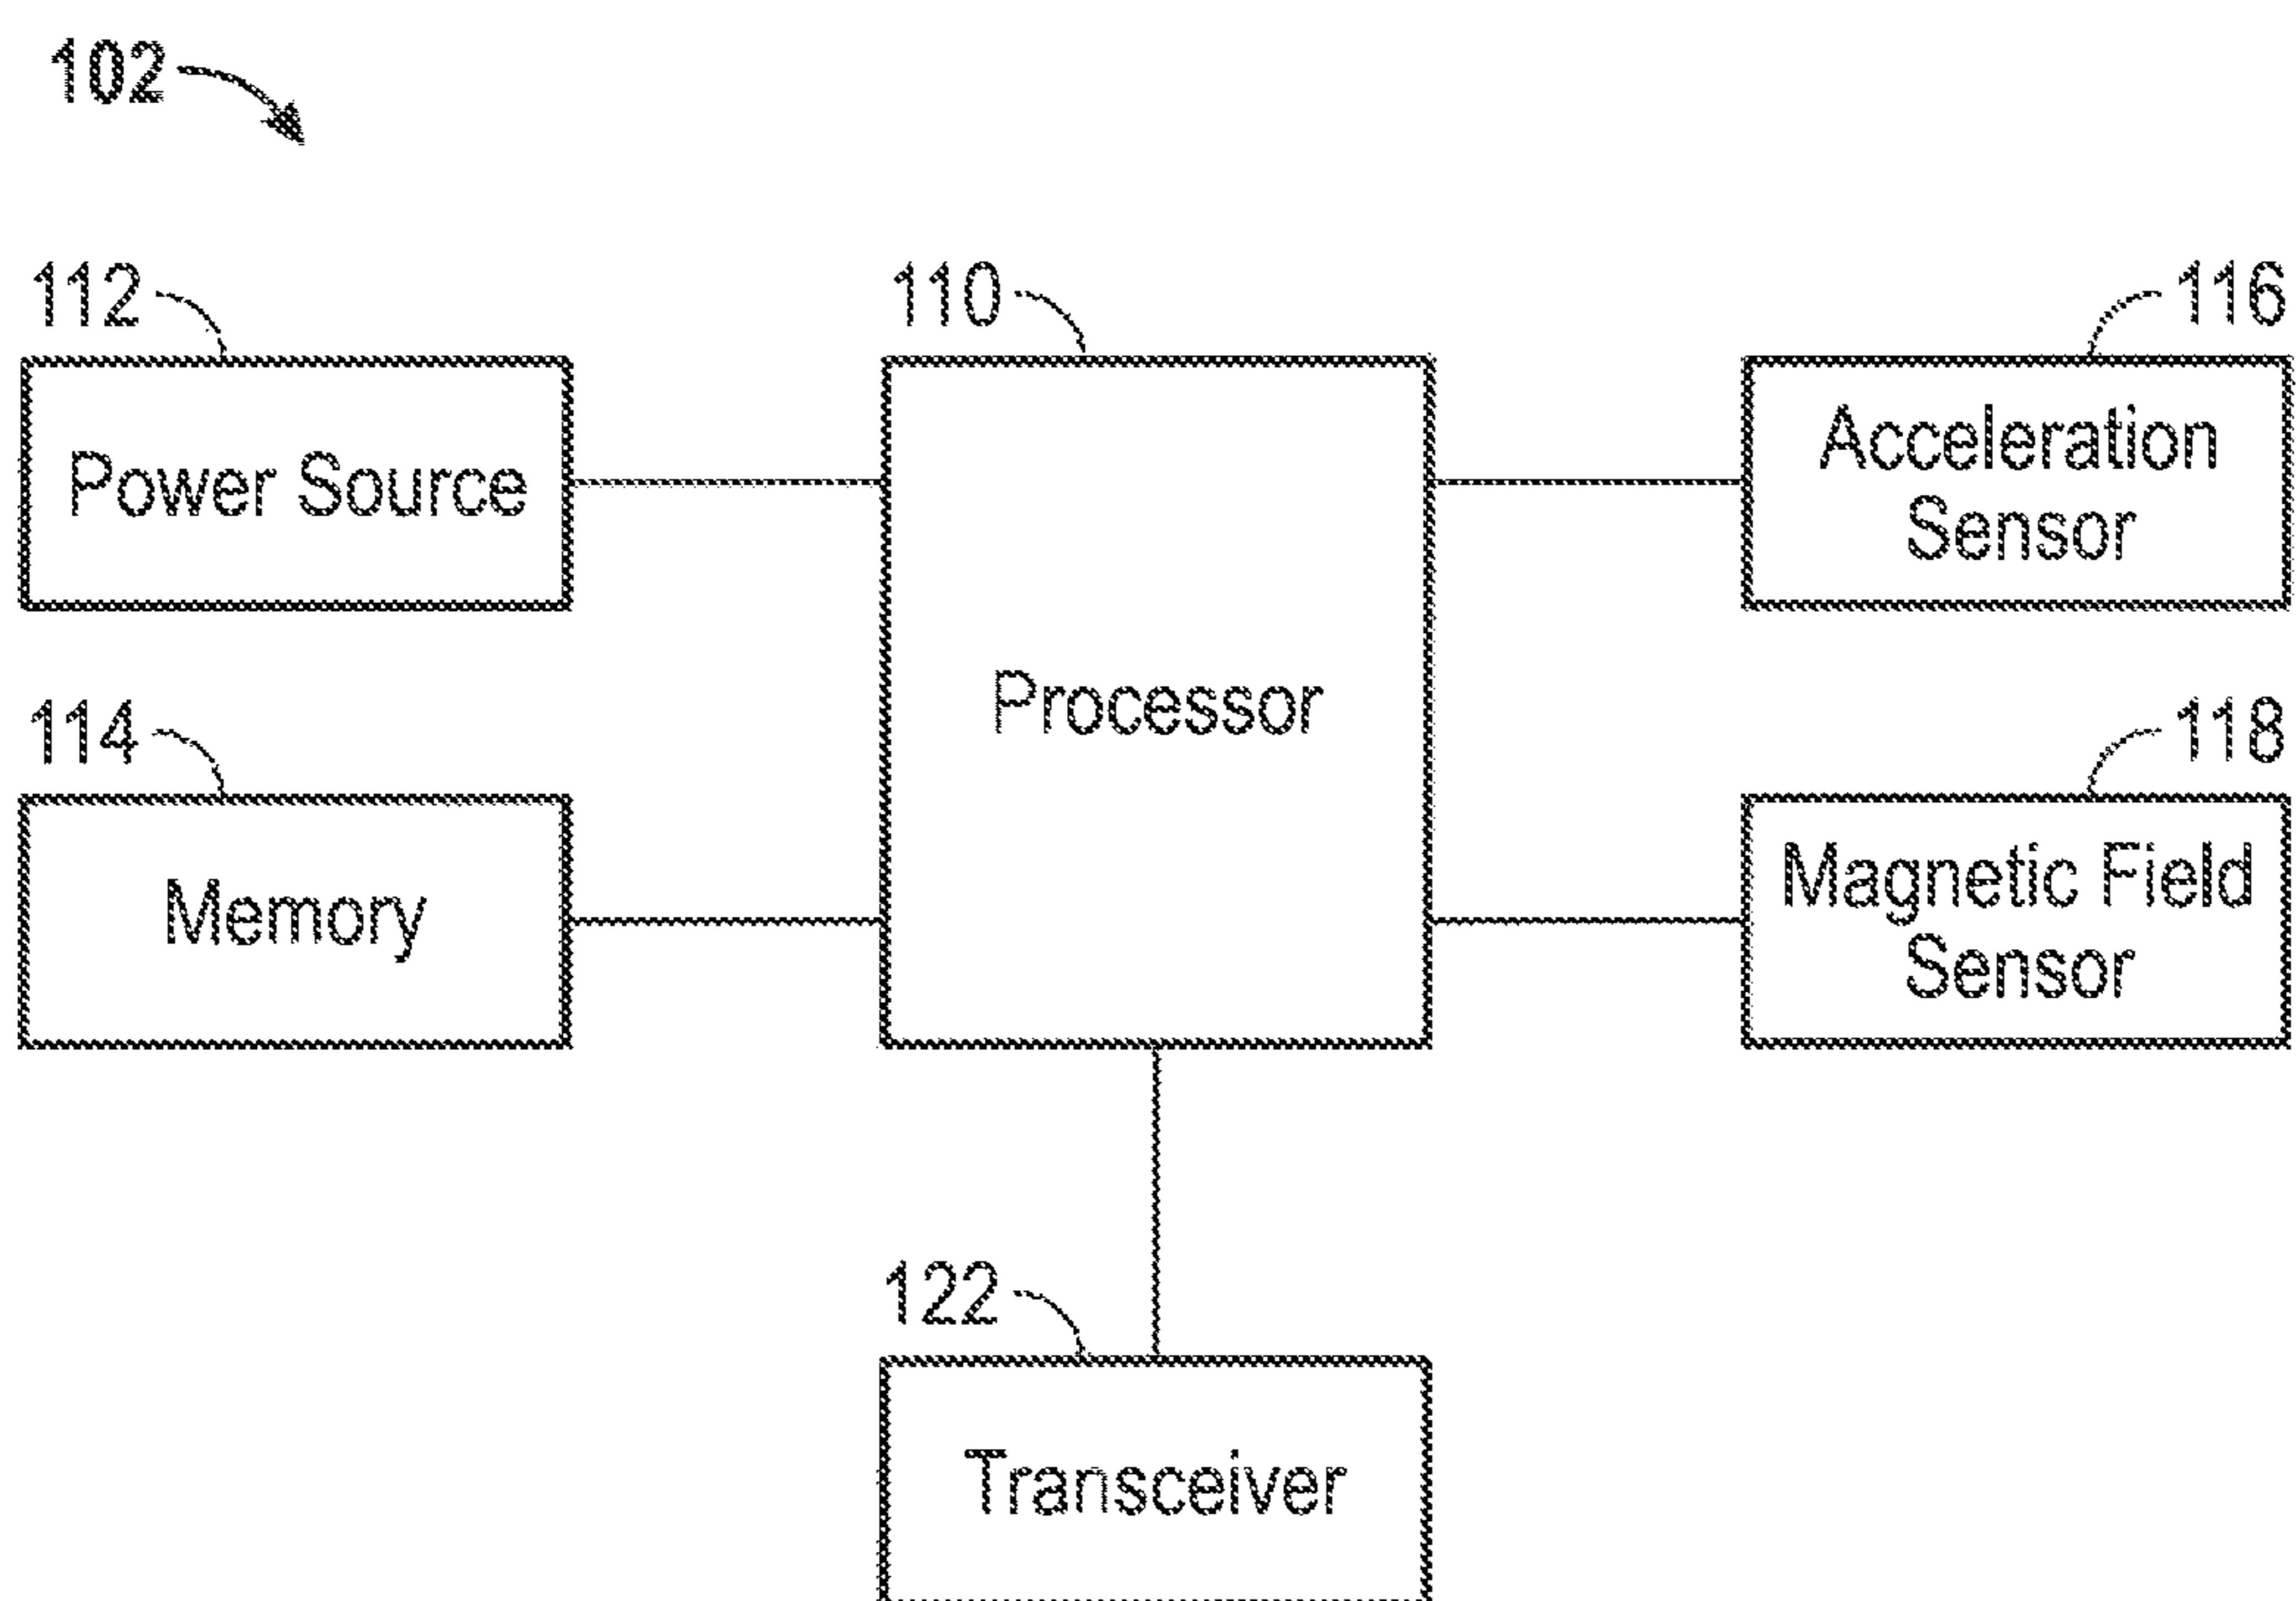 102
112
110
116
Power Source
Processor
Acceleration
Sensor
114
118
Memory
Magnetic Field
Sensor
122
Transceiver